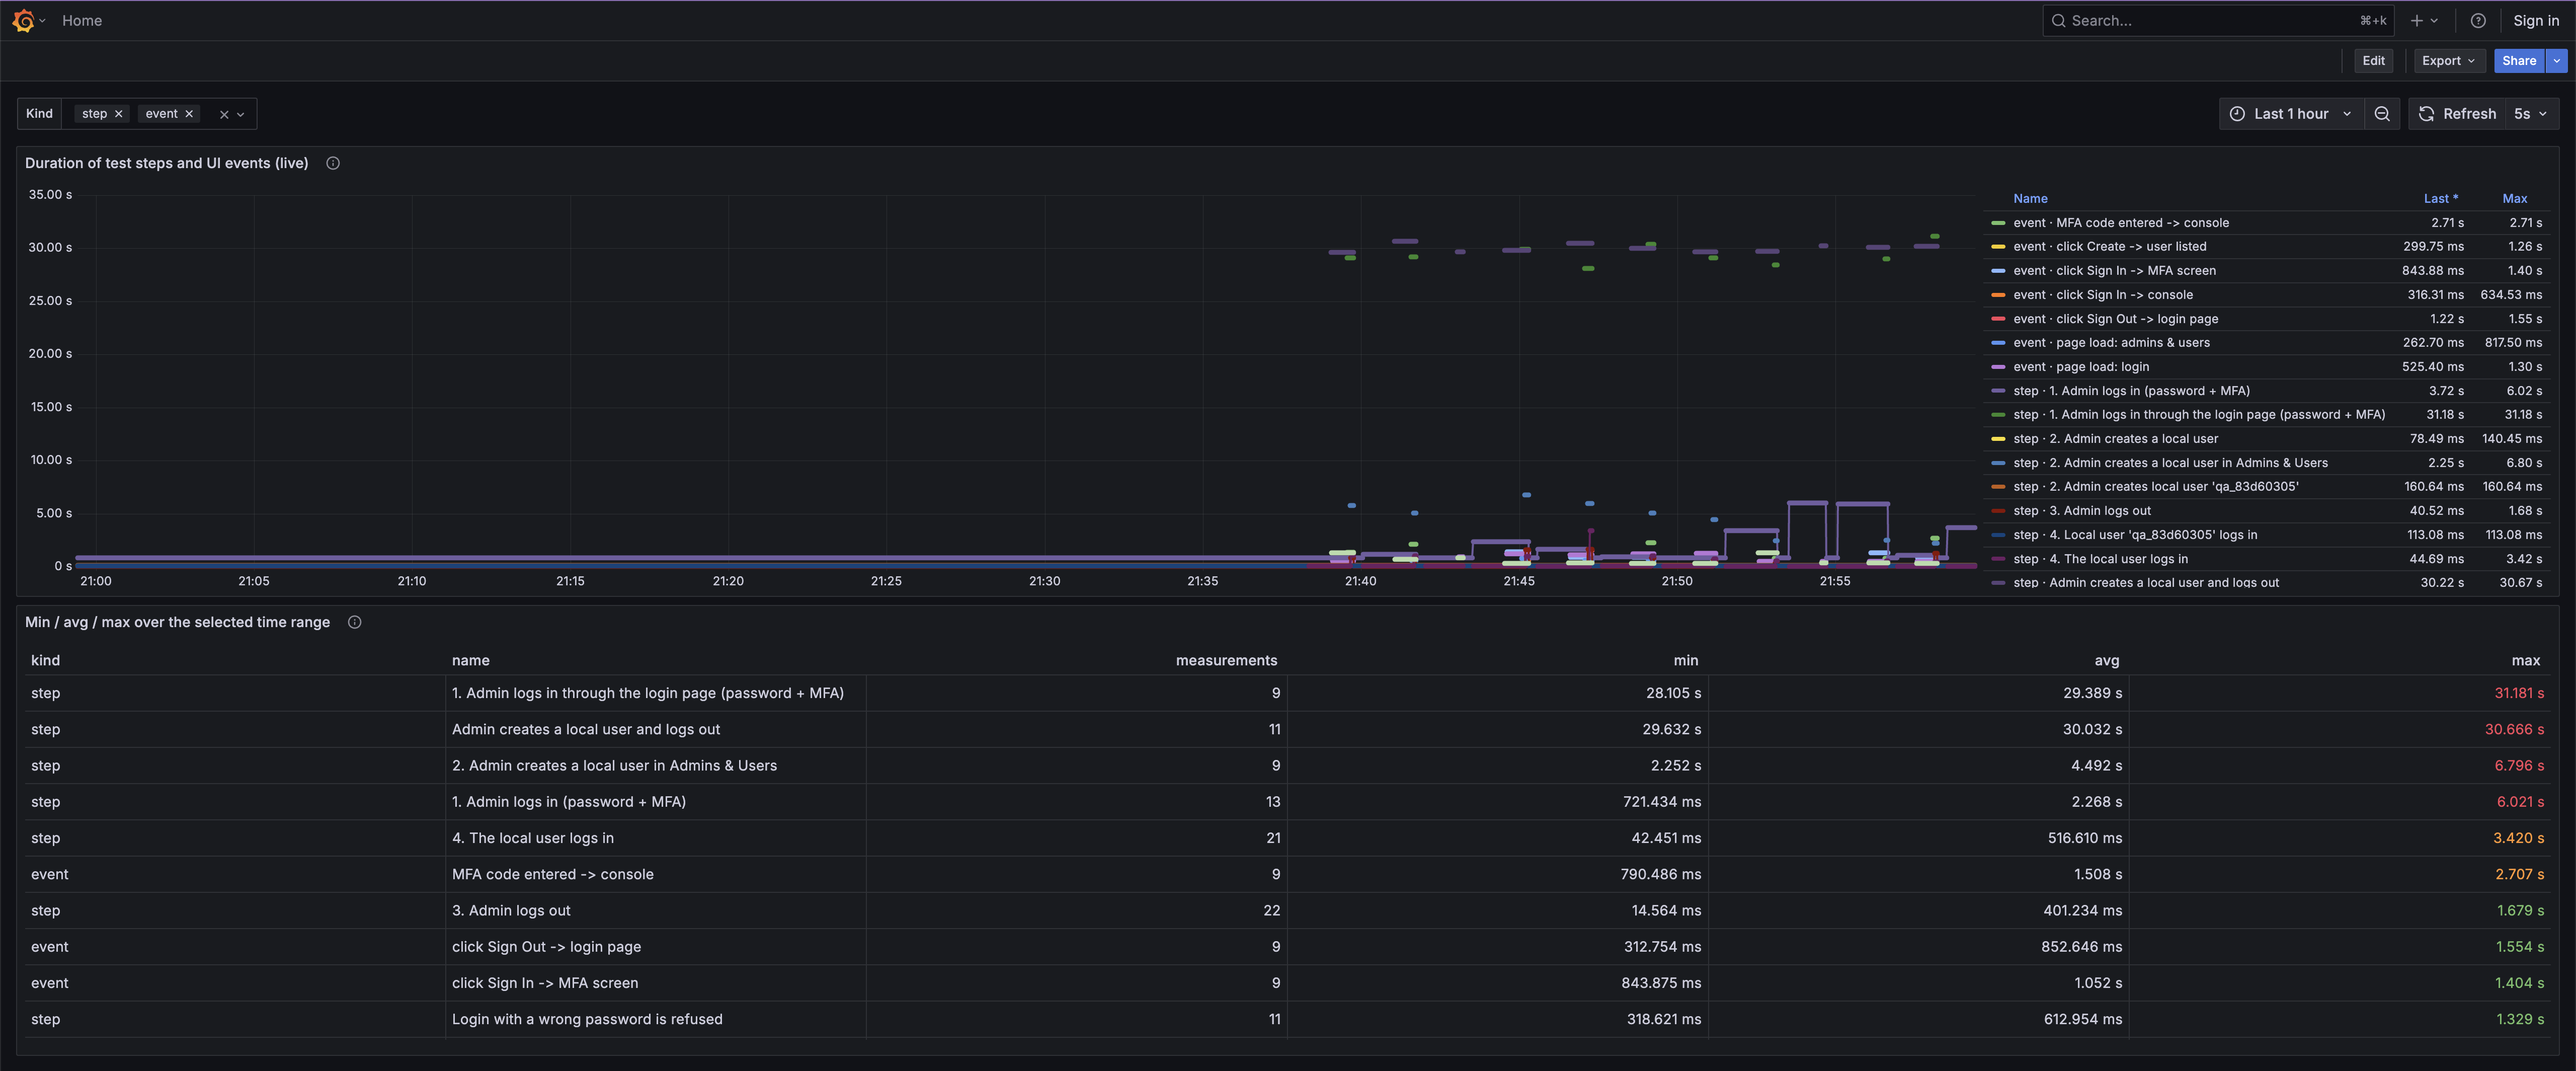 Home
Search...
⌘+k
Sign in
Edit
Export
Share
Kind
step
event
Last 1 hour
Refresh
5s
Duration of test steps and UI events (live)
35.00 s
30.00 s
25.00 s
20.00 s
15.00 s
10.00 s
5.00 s
0 s
21:00 21:05 21:10 21:15 21:20 21:25 21:30 21:35 21:40 21:45 21:50 21:55
Name Last * Max
event · MFA code entered -> console 2.71 s 2.71 s
event · click Create -> user listed 299.75 ms 1.26 s
event · click Sign In -> MFA screen 843.88 ms 1.40 s
event · click Sign In -> console 316.31 ms 634.53 ms
event · click Sign Out -> login page 1.22 s 1.55 s
event · page load: admins & users 262.70 ms 817.50 ms
event · page load: login 525.40 ms 1.30 s
step · 1. Admin logs in (password + MFA) 3.72 s 6.02 s
step · 1. Admin logs in through the login page (password + MFA) 31.18 s 31.18 s
step · 2. Admin creates a local user 78.49 ms 140.45 ms
step · 2. Admin creates a local user in Admins & Users 2.25 s 6.80 s
step · 2. Admin creates local user 'qa_83d60305' 160.64 ms 160.64 ms
step · 3. Admin logs out 40.52 ms 1.68 s
step · 4. Local user 'qa_83d60305' logs in 113.08 ms 113.08 ms
step · 4. The local user logs in 44.69 ms 3.42 s
step · Admin creates a local user and logs out 30.22 s 30.67 s
Min / avg / max over the selected time range
kind name measurements min avg max
step 1. Admin logs in through the login page (password + MFA) 9 28.105 s 29.389 s 31.181 s
step Admin creates a local user and logs out 11 29.632 s 30.032 s 30.666 s
step 2. Admin creates a local user in Admins & Users 9 2.252 s 4.492 s 6.796 s
step 1. Admin logs in (password + MFA) 13 721.434 ms 2.268 s 6.021 s
step 4. The local user logs in 21 42.451 ms 516.610 ms 3.420 s
event MFA code entered -> console 9 790.486 ms 1.508 s 2.707 s
step 3. Admin logs out 22 14.564 ms 401.234 ms 1.679 s
event click Sign Out -> login page 9 312.754 ms 852.646 ms 1.554 s
event click Sign In -> MFA screen 9 843.875 ms 1.052 s 1.404 s
step Login with a wrong password is refused 11 318.621 ms 612.954 ms 1.329 s